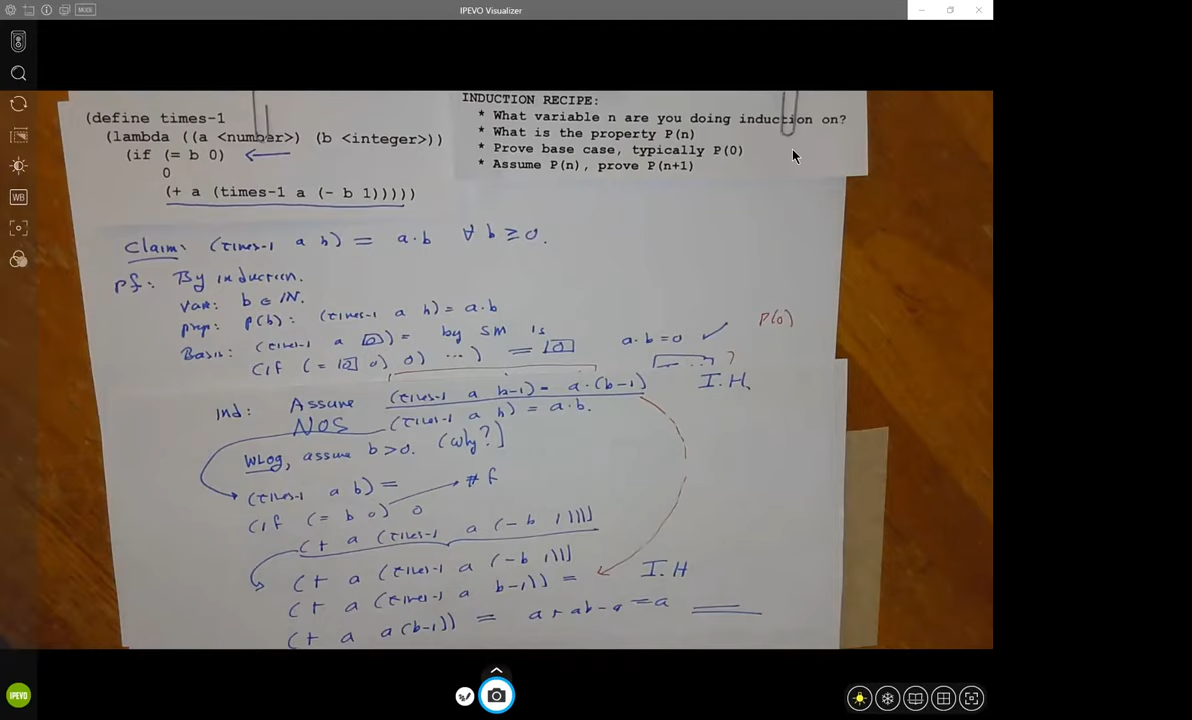 MODE
IPEVO Visualizer
(define times-1
(lambda ((a <number>) (b <integer>))
(if (= b 0)
0
(+ a (times-1 a (- b 1)))))
INDUCTION RECIPE:
* What variable n are you doing induction on?
* What is the property P(n)
* Prove base case, typically P(0)
* Assume P(n), prove P(n+1)
Claim: (times-1 a b) = a·b ∀ b ≥ 0.
Pf: By induction.
Var: b ∈ IN.
prop: P(b): (times-1 a b) = a·b
Basis: (times-1 a 0) = by SM is
(if (= 0 0) 0) ...) = 0 a·b = 0 ✓ P(0)
Ind: Assume (times-1 a b-1) = a·(b-1) I.H. ?
NOS (times-1 a b) = a·b.
WLOG, assume b>0. (Why?)
(times-1 a b) =
(if (= b 0) 0 #f
(+ a (times-1 a (- b 1))))
(+ a (times-1 a (- b 1)))
(+ a (times-1 a b-1)) = I.H
(+ a a(b-1)) = a + ab - a = a
IPEVO